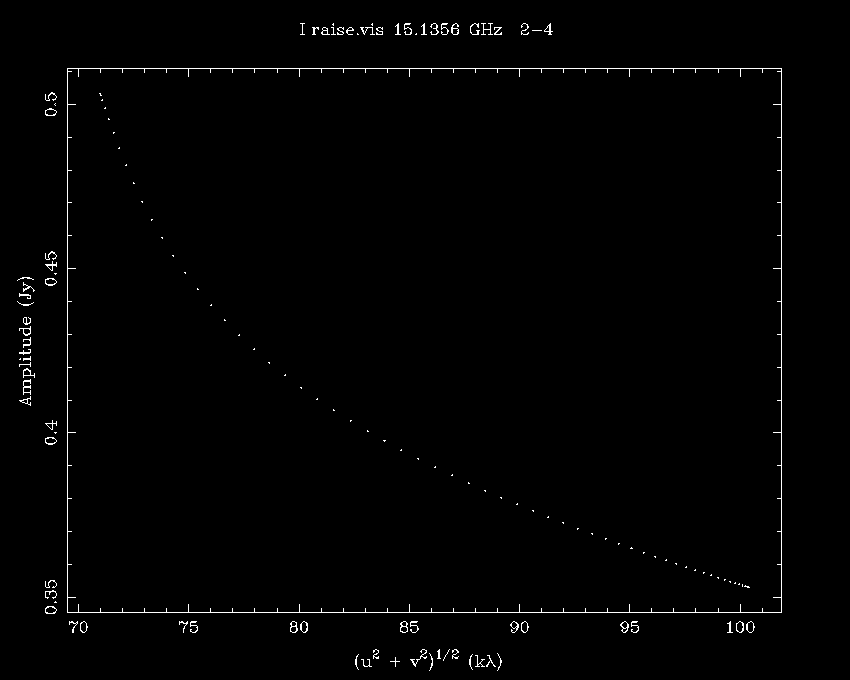 I raise.vis 15.1356 GHz 2−4
0.5
0.45
0.4
0.35
Amplitude (Jy)
70 75 80 85 90 95 100
(u² + v²)^1/2 (kλ)